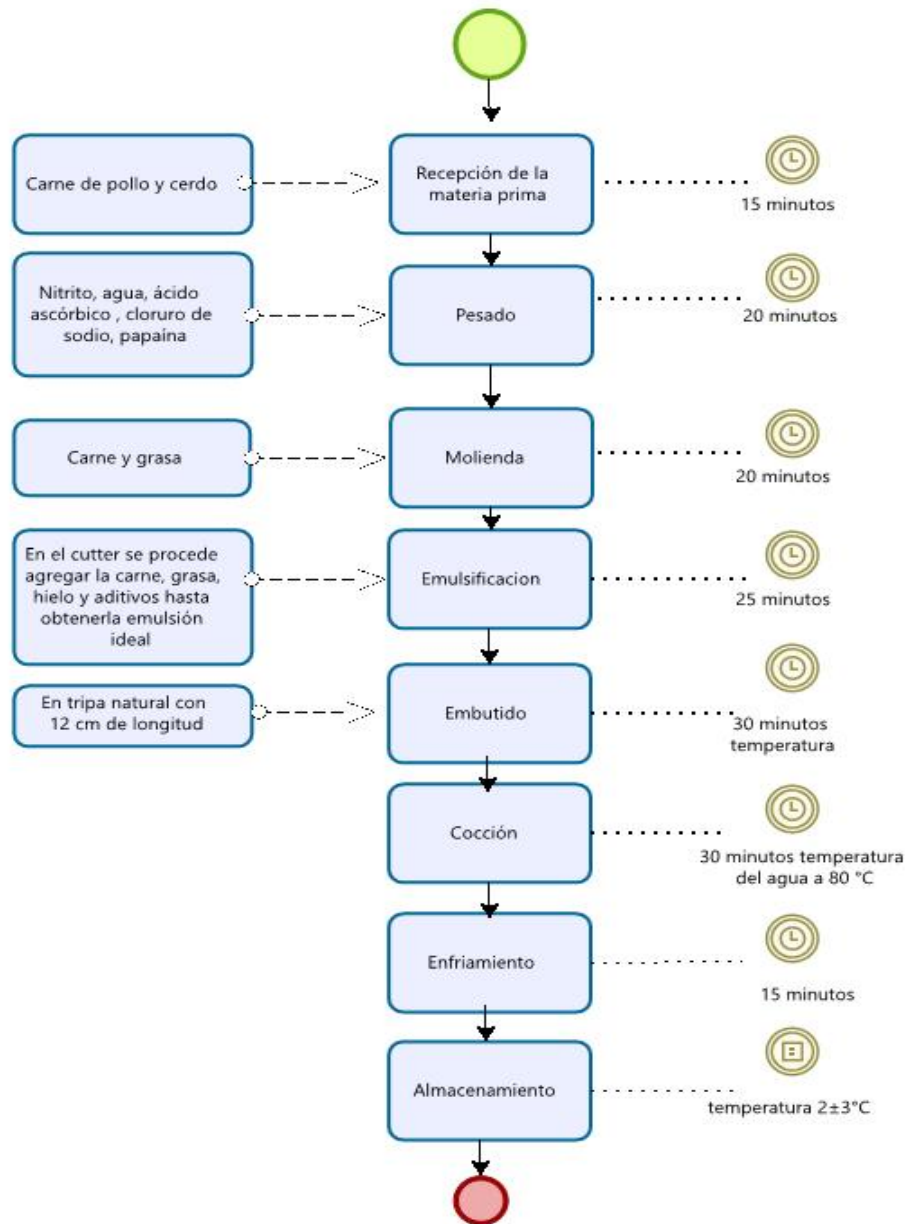 Carne de pollo y cerdo
Recepción de la
materia prima
15 minutos
Nitrito, agua, ácido
ascórbico , cloruro de
sodio, papaína
Pesado
20 minutos
Carne y grasa
Molienda
20 minutos
En el cutter se procede
agregar la carne, grasa,
hielo y aditivos hasta
obtenerla emulsión
ideal
Emulsificacion
25 minutos
En tripa natural con
12 cm de longitud
Embutido
30 minutos
temperatura
Cocción
30 minutos temperatura
del agua a 80 °C
Enfriamiento
15 minutos
Almacenamiento
temperatura 2±3°C